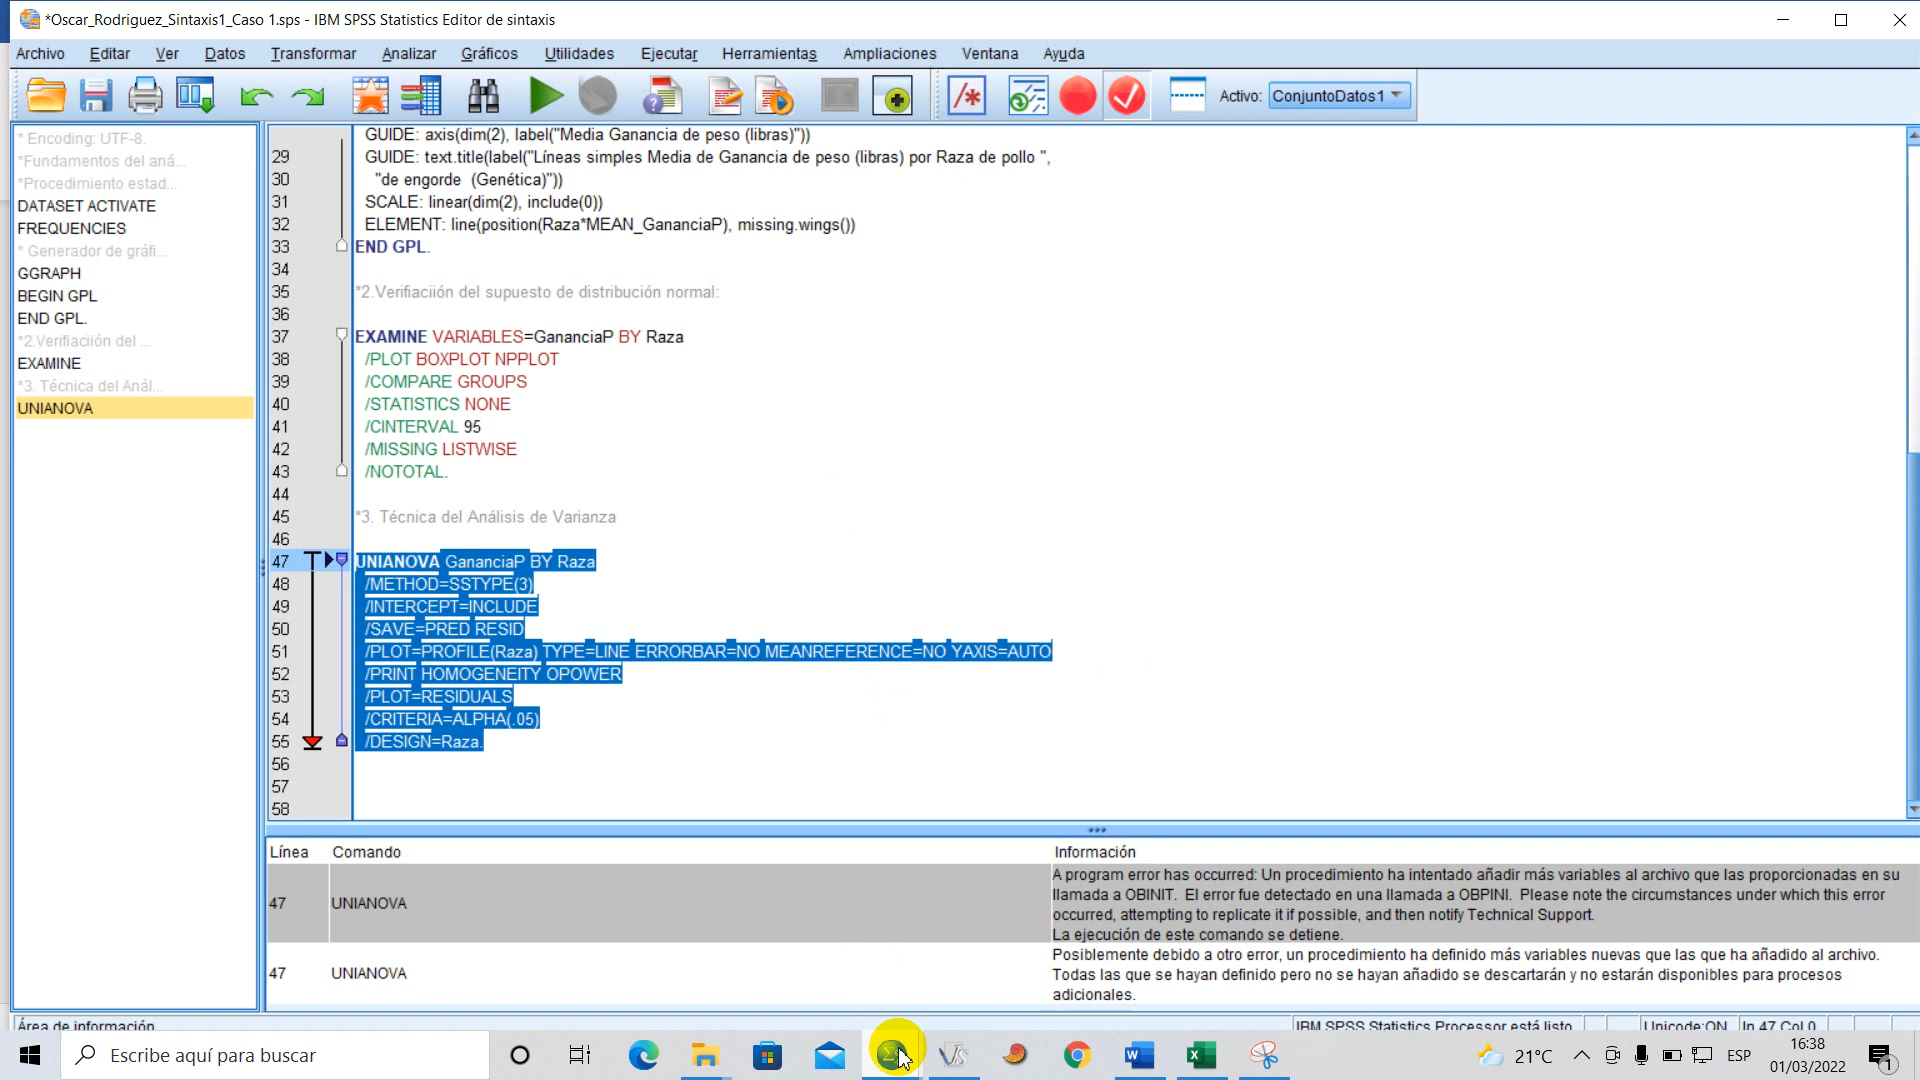 *Oscar_Rodriguez_Sintaxis1_Caso 1.sps - IBM SPSS Statistics Editor de sintaxis
Archivo Editar Ver Datos Transformar Analizar Gráficos Utilidades Ejecutar Herramientas Ampliaciones Ventana Ayuda
Activo: ConjuntoDatos1
* Encoding: UTF-8.
*Fundamentos del aná...
*Procedimiento estad...
DATASET ACTIVATE
FREQUENCIES
* Generador de gráfi...
GGRAPH
BEGIN GPL
END GPL.
*2.Verifiaciión del ...
EXAMINE
*3. Técnica del Anál...
UNIANOVA
GUIDE: axis(dim(2), label("Media Ganancia de peso (libras)"))
29 GUIDE: text.title(label("Líneas simples Media de Ganancia de peso (libras) por Raza de pollo ",
30 "de engorde  (Genética)"))
31 SCALE: linear(dim(2), include(0))
32 ELEMENT: line(position(Raza*MEAN_GananciaP), missing.wings())
33 END GPL.
34
35 *2.Verifiaciión del supuesto de distribución normal:
36
37 EXAMINE VARIABLES=GananciaP BY Raza
38 /PLOT BOXPLOT NPPLOT
39 /COMPARE GROUPS
40 /STATISTICS NONE
41 /CINTERVAL 95
42 /MISSING LISTWISE
43 /NOTOTAL.
44
45 *3. Técnica del Análisis de Varianza
46
47 UNIANOVA GananciaP BY Raza
48 /METHOD=SSTYPE(3)
49 /INTERCEPT=INCLUDE
50 /SAVE=PRED RESID
51 /PLOT=PROFILE(Raza) TYPE=LINE ERRORBAR=NO MEANREFERENCE=NO YAXIS=AUTO
52 /PRINT HOMOGENEITY OPOWER
53 /PLOT=RESIDUALS
54 /CRITERIA=ALPHA(.05)
55 /DESIGN=Raza.
56
57
58
Línea Comando Información
47 UNIANOVA
A program error has occurred: Un procedimiento ha intentado añadir más variables al archivo que las proporcionadas en su
llamada a OBINIT.  El error fue detectado en una llamada a OBPINI.  Please note the circumstances under which this error
occurred, attempting to replicate it if possible, and then notify Technical Support.
La ejecución de este comando se detiene.
47 UNIANOVA
Posiblemente debido a otro error, un procedimiento ha definido más variables nuevas que las que ha añadido al archivo.
Todas las que se hayan definido pero no se hayan añadido se descartarán y no estarán disponibles para procesos
adicionales.
Área de información IBM SPSS Statistics Processor está listo Unicode:ON In 47 Col 0
Escribe aquí para buscar
21°C ESP
16:38
01/03/2022
1